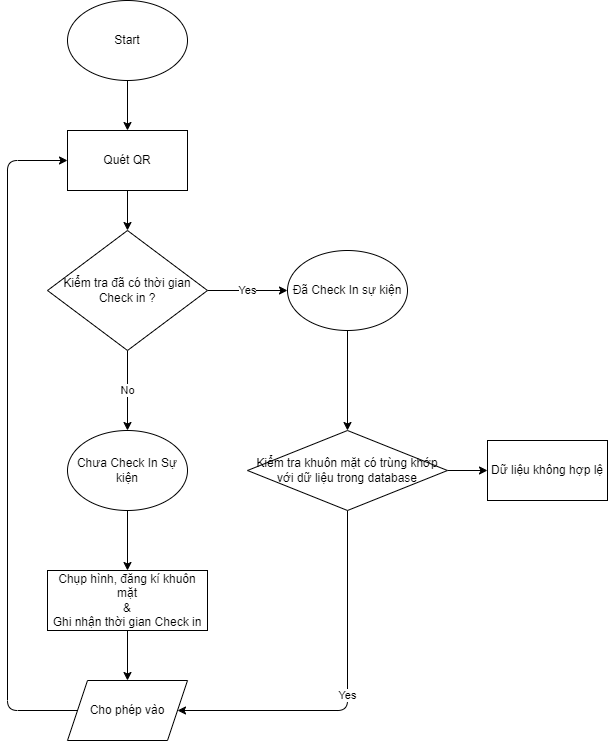 Start
Quét QR
Kiểm tra đã có thời gian
Check in ?
Yes
Đã Check In sự kiện
No
Chưa Check In Sự
kiện
Kiểm tra khuôn mặt có trùng khớp
với dữ liệu trong database
Dữ liệu không hợp lệ
Chụp hình, đăng kí khuôn
mặt
&
Ghi nhận thời gian Check in
Yes
Cho phép vào